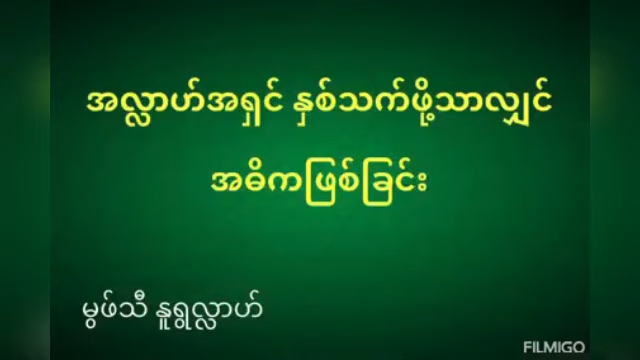 အလ္လာဟ်အရှင် နှစ်သက်ဖို့သာလျှင်
အဓိကဖြစ်ခြင်း
မွဖ်သီ နူရွလ္လာဟ်
FILMIGO